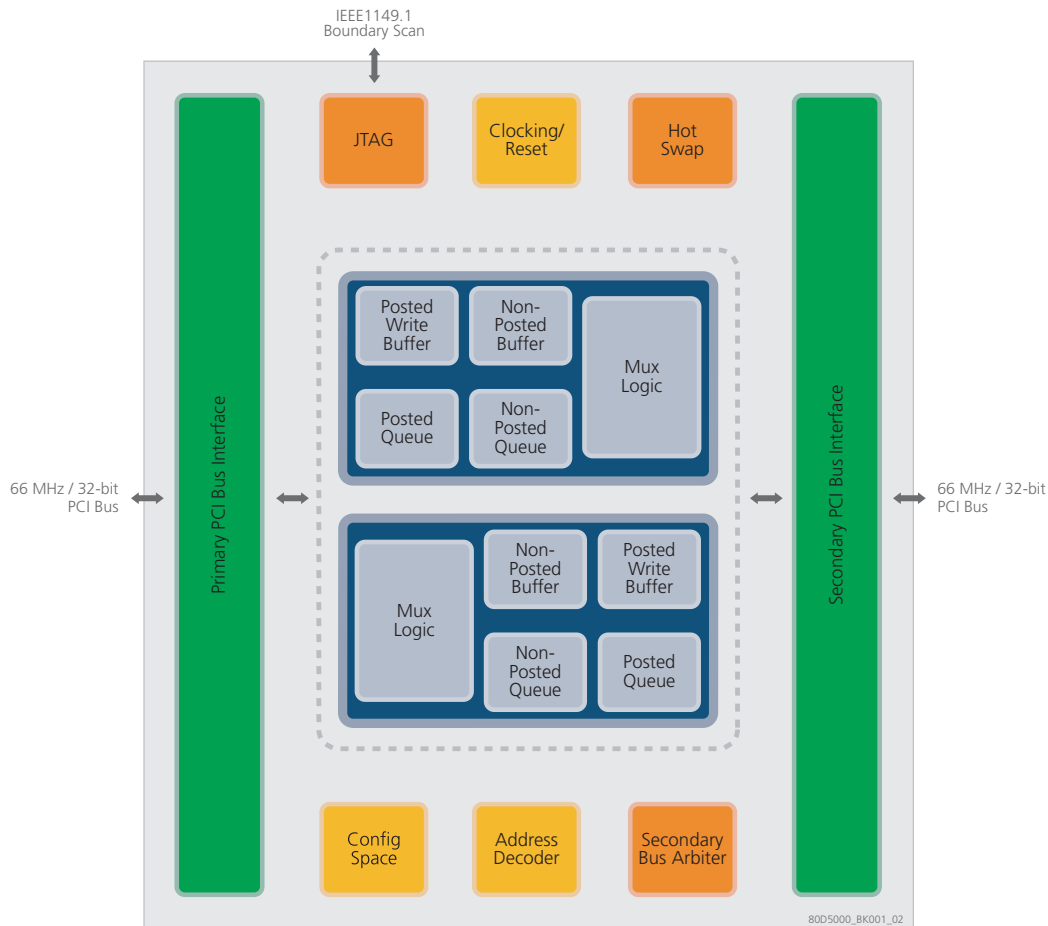 IEEE1149.1
Boundary Scan
JTAG
Clocking/
Reset
Hot
Swap
Primary PCI Bus Interface
Posted
Write
Buffer
Non-
Posted
Buffer
Mux
Logic
Posted
Queue
Non-
Posted
Queue
Secondary PCI Bus Interface
66 MHz / 32-bit
PCI Bus
66 MHz / 32-bit
PCI Bus
Mux
Logic
Non-
Posted
Buffer
Posted
Write
Buffer
Non-
Posted
Queue
Posted
Queue
Config
Space
Address
Decoder
Secondary
Bus Arbiter
80D5000_BK001_02